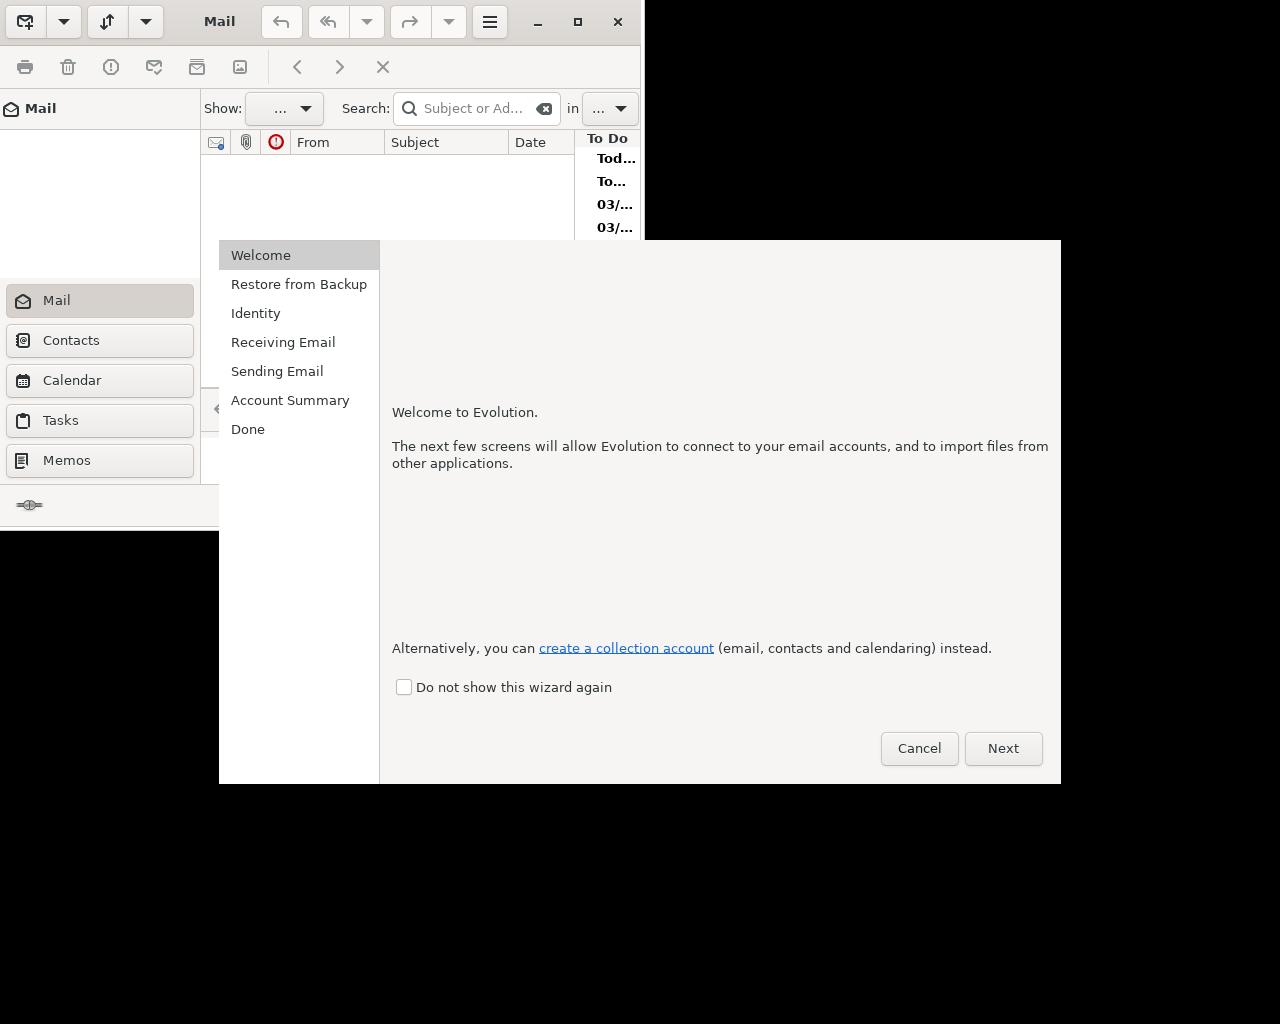 Mail
Mail
Show:
...
Search:
Subject or Ad...
in
...
From
Subject
Date
To Do
Tod...
To...
03/...
03/...
Mail
Contacts
Calendar
Tasks
Memos
Welcome
Restore from Backup
Identity
Receiving Email
Sending Email
Account Summary
Done
Welcome to Evolution.
The next few screens will allow Evolution to connect to your email accounts, and to import files from
other applications.
Alternatively, you can create a collection account (email, contacts and calendaring) instead.
Do not show this wizard again
Cancel
Next